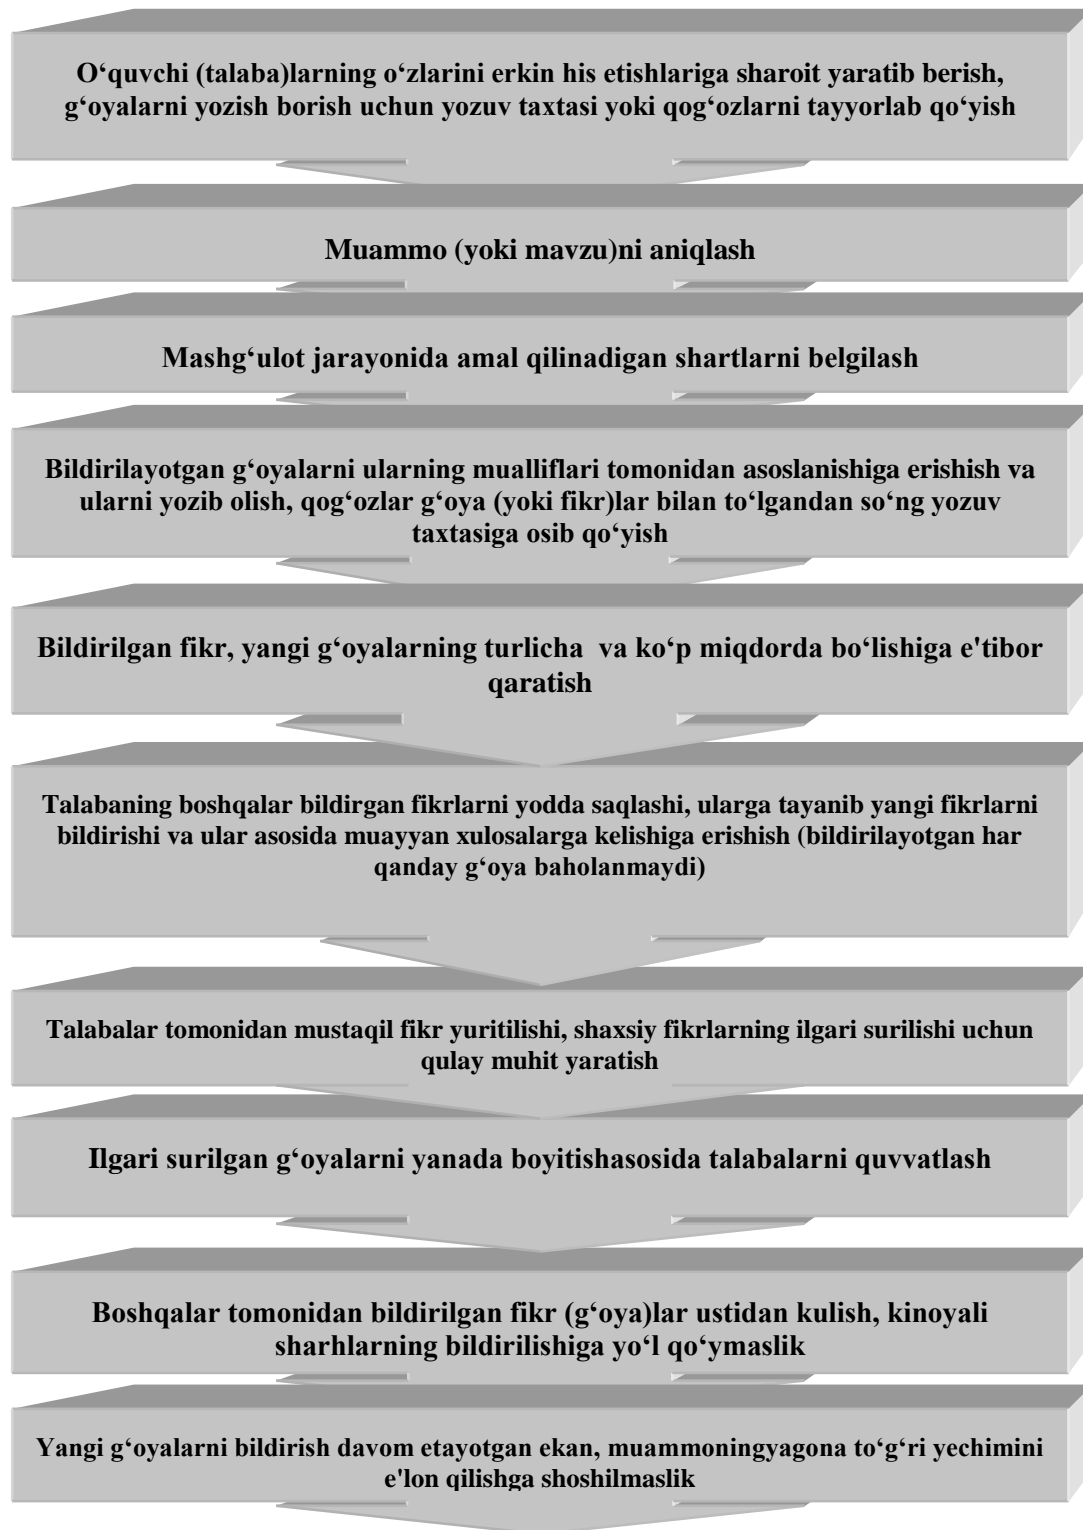 O‘quvchi (talaba)larning o‘zlarini erkin his etishlariga sharoit yaratib berish,
g‘oyalarni yozish borish uchun yozuv taxtasi yoki qog‘ozlarni tayyorlab qo‘yish
Muammo (yoki mavzu)ni aniqlash
Mashg‘ulot jarayonida amal qilinadigan shartlarni belgilash
Bildirilayotgan g‘oyalarni ularning mualliflari tomonidan asoslanishiga erishish va
ularni yozib olish, qog‘ozlar g‘oya (yoki fikr)lar bilan to‘lgandan so‘ng yozuv
taxtasiga osib qo‘yish
Bildirilgan fikr, yangi g‘oyalarning turlicha  va ko‘p miqdorda bo‘lishiga e'tibor
qaratish
Talabaning boshqalar bildirgan fikrlarni yodda saqlashi, ularga tayanib yangi fikrlarni
bildirishi va ular asosida muayyan xulosalarga kelishiga erishish (bildirilayotgan har
qanday g‘oya baholanmaydi)
Talabalar tomonidan mustaqil fikr yuritilishi, shaxsiy fikrlarning ilgari surilishi uchun
qulay muhit yaratish
Ilgari surilgan g‘oyalarni yanada boyitishasosida talabalarni quvvatlash
Boshqalar tomonidan bildirilgan fikr (g‘oya)lar ustidan kulish, kinoyali
sharhlarning bildirilishiga yo‘l qo‘ymaslik
Yangi g‘oyalarni bildirish davom etayotgan ekan, muammoningyagona to‘g‘ri yechimini
e'lon qilishga shoshilmaslik